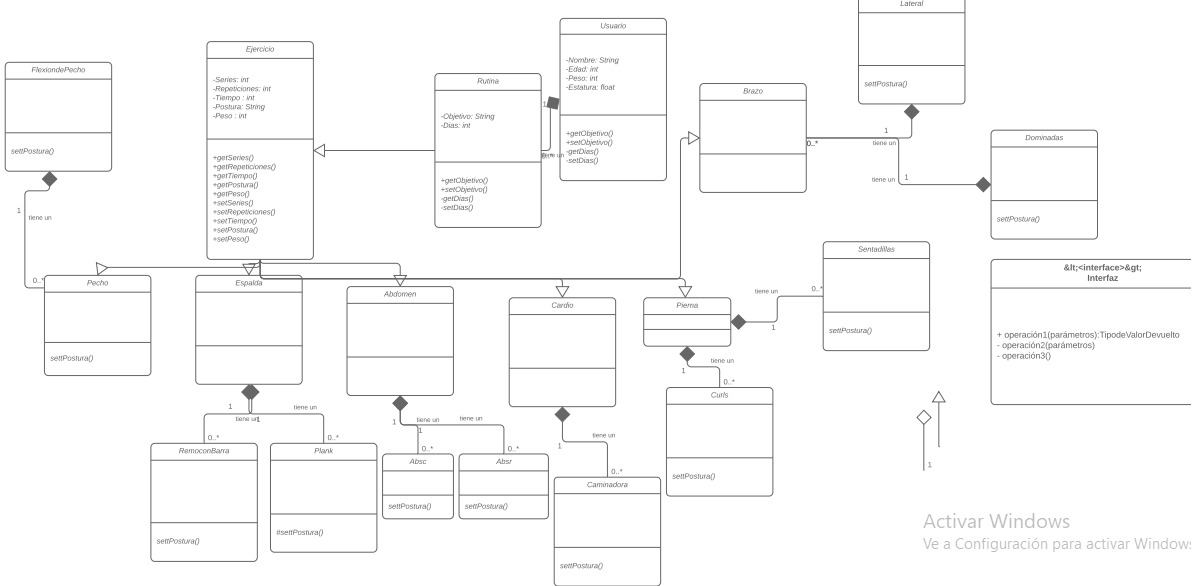 Lateral
settPostura()
Usuario
-Nombre: String
-Edad: int
-Peso: int
-Estatura: float
+getObjetivo()
+setObjetivo()
-getDias()
-setDias()
Ejercicio
-Series: int
-Repeticiones: int
-Tiempo : int
-Postura: String
-Peso : int
+getSeries()
+getRepeticiones()
+getTiempo()
+getPostura()
+getPeso()
+setSeries()
+setRepeticiones()
+setTiempo()
+setPostura()
+setPeso()
FlexiondePecho
settPostura()
1
tiene un
0..*
Rutina
-Objetivo: String
-Dias: int
+getObjetivo()
+setObjetivo()
-getDias()
-setDias()
1
Brazo
0..*
1
tiene un
tiene un
1
Dominadas
settPostura()
Sentadillas
settPostura()
&lt;<interface>&gt;
Interfaz
+ operación1(parámetros):TipodeValorDevuelto
- operación2(parámetros)
- operación3()
Pecho
settPostura()
Espalda
Abdomen
Cardio
Pierna
tiene un
0..*
1
1
tiene un
0..*
Curls
settPostura()
1
tiene un
1
tiene un
0..*
0..*
RemoconBarra
settPostura()
Plank
#settPostura()
1
tiene un
1
tiene un
0..*
0..*
Absc
settPostura()
Absr
settPostura()
1
tiene un
0..*
Caminadora
settPostura()
1
Activar Windows
Ve a Configuración para activar Windows